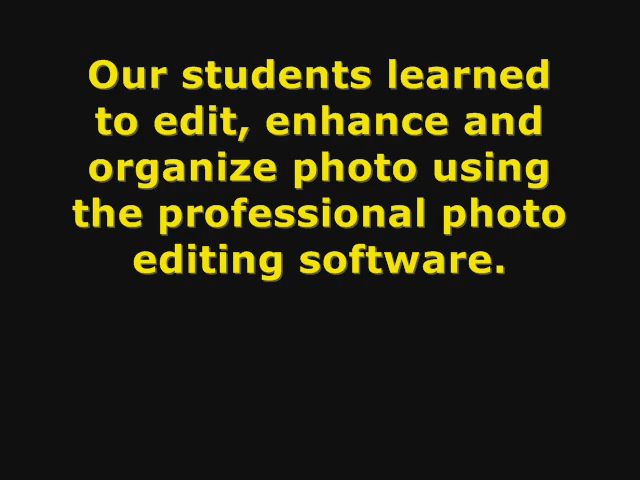 Our students learned
to edit, enhance and
organize photo using
the professional photo
editing software.